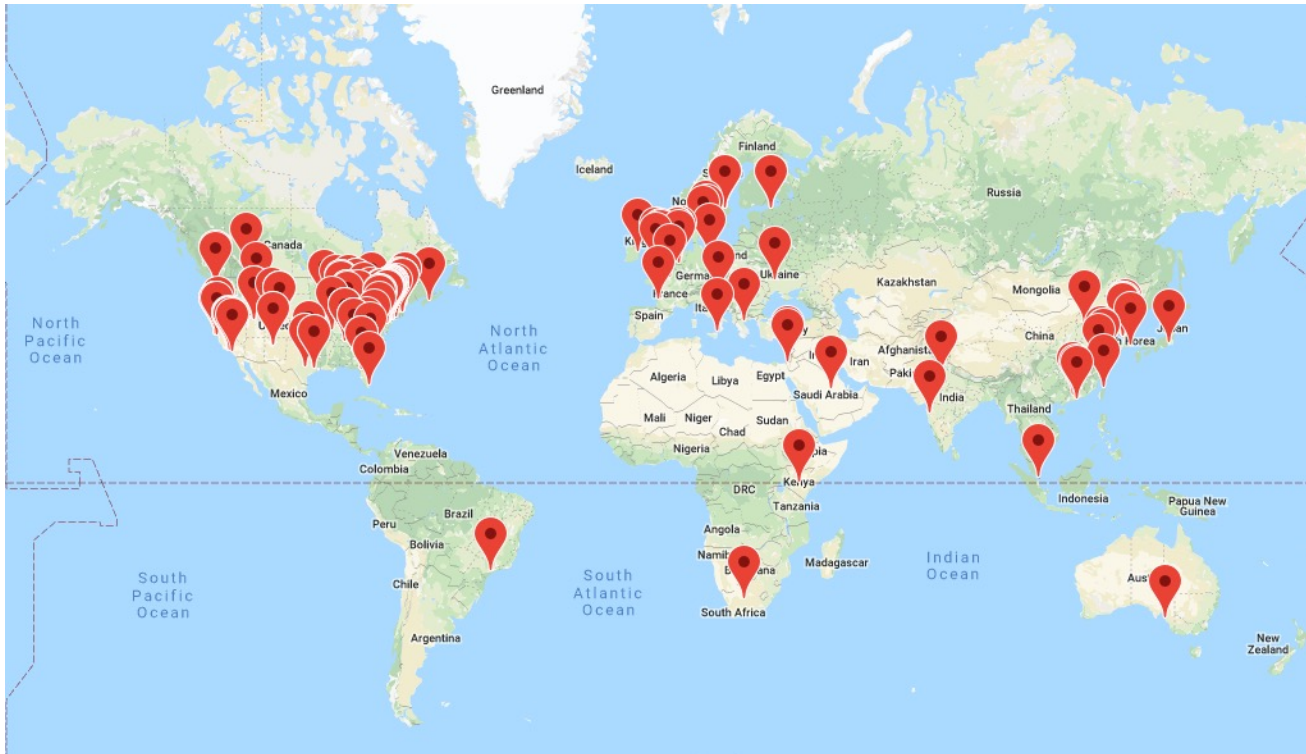 Greenland
Iceland
Finland
Russia
Canada
Ukraine
France
Spain
Kazakhstan
Mongolia
North
Pacific
Ocean
North
Atlantic
Ocean
China
Afghanistan
Iran
Mexico
Algeria
Libya
Egypt
Saudi Arabia
India
Thailand
Mali
Niger
Chad
Sudan
Nigeria
Venezuela
Colombia
DRC
Kenya
Tanzania
Indonesia
Papua New
Guinea
Peru
Brazil
Bolivia
Angola
Madagascar
Indian
Ocean
South
Pacific
Ocean
Chile
South
Atlantic
Ocean
South Africa
Argentina
New
Zealand